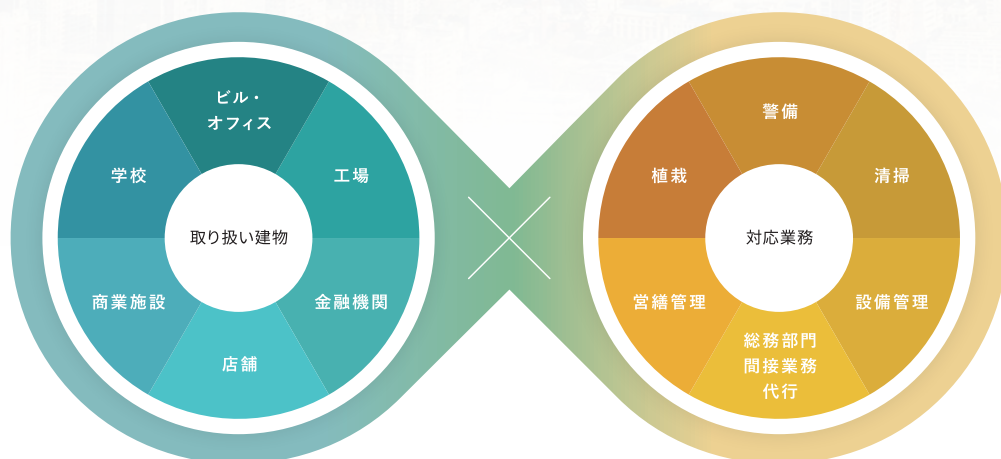 ビル・
オフィス
工場
金融機関
店舗
商業施設
学校
取り扱い建物
警備
清掃
設備管理
総務部門
間接業務
代行
営繕管理
植栽
対応業務